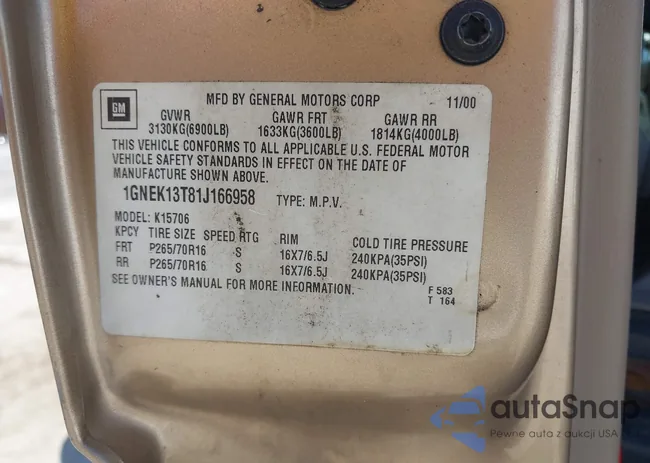 GM
MFD BY GENERAL MOTORS CORP 11/00
GVWR GAWR FRT GAWR RR
3130KG(6900LB) 1633KG(3600LB) 1814KG(4000LB)
THIS VEHICLE CONFORMS TO ALL APPLICABLE U.S. FEDERAL MOTOR
VEHICLE SAFETY STANDARDS IN EFFECT ON THE DATE OF
MANUFACTURE SHOWN ABOVE.
1GNEK13T81J166958 TYPE: M.P.V.
MODEL: K15706
KPCY TIRE SIZE SPEED RTG RIM COLD TIRE PRESSURE
FRT P265/70R16 S 16X7/6.5J 240KPA(35PSI)
RR P265/70R16 S 16X7/6.5J 240KPA(35PSI)
SEE OWNER'S MANUAL FOR MORE INFORMATION.
F 583
T 164
autaSnap
Pewne auta z aukcji USA